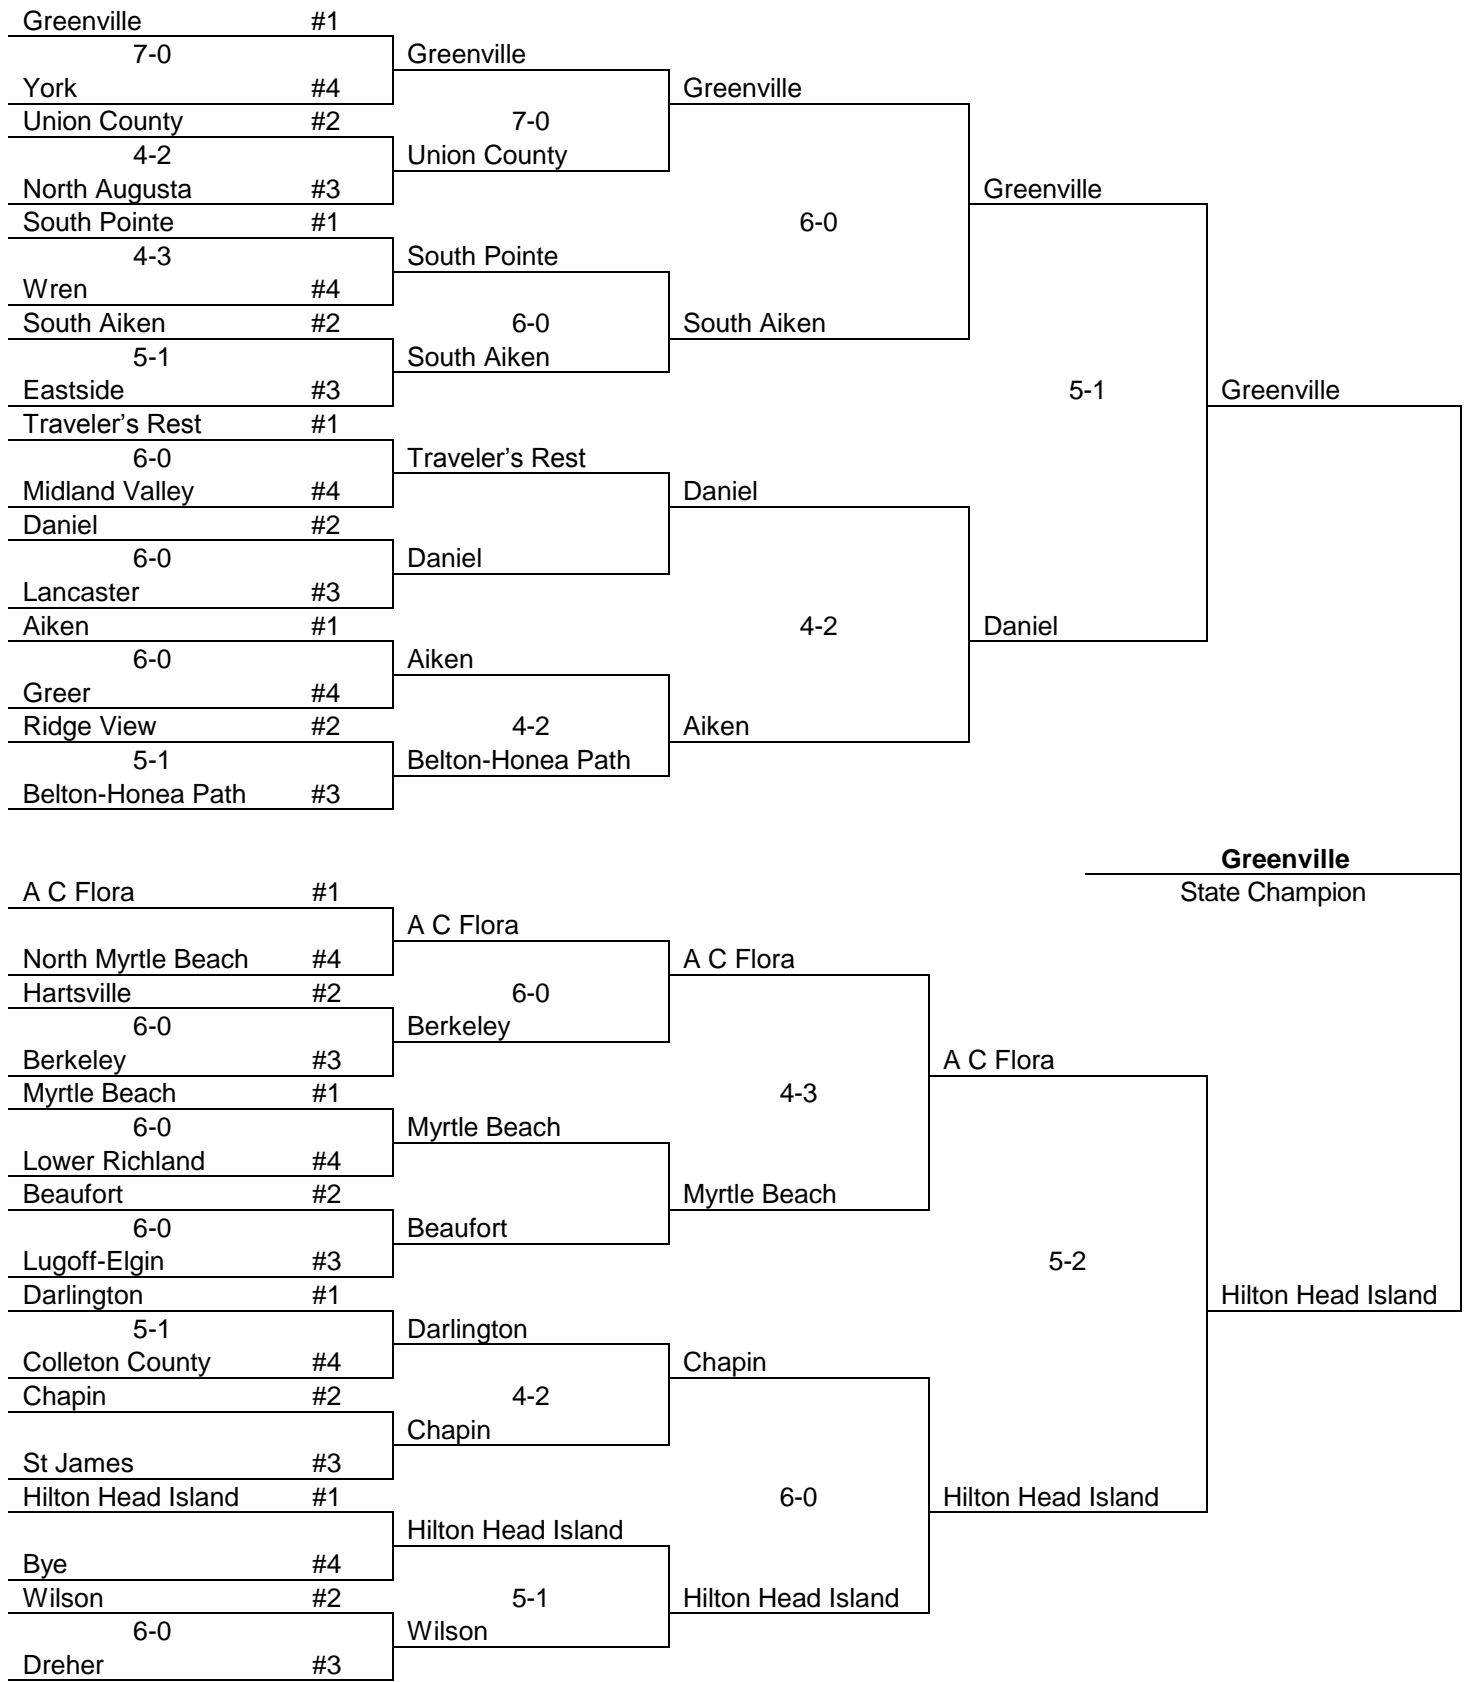 Greenville #1
7-0 Greenville
York #4 Greenville
Union County #2 7-0
4-2 Union County
North Augusta #3 Greenville
South Pointe #1 6-0
4-3 South Pointe
Wren #4
South Aiken #2 6-0 South Aiken
5-1 South Aiken
Eastside #3 5-1 Greenville
Traveler’s Rest #1
6-0 Traveler’s Rest
Midland Valley #4 Daniel
Daniel #2
6-0 Daniel
Lancaster #3
Aiken #1 4-2 Daniel
6-0 Aiken
Greer #4
Ridge View #2 4-2 Aiken
5-1 Belton-Honea Path
Belton-Honea Path #3
Greenville
A C Flora #1 State Champion
A C Flora
North Myrtle Beach #4 A C Flora
Hartsville #2 6-0
6-0 Berkeley
Berkeley #3 A C Flora
Myrtle Beach #1 4-3
6-0 Myrtle Beach
Lower Richland #4
Beaufort #2 Myrtle Beach
6-0 Beaufort
Lugoff-Elgin #3 5-2
Darlington #1 Hilton Head Island
5-1 Darlington
Colleton County #4 Chapin
Chapin #2 4-2
Chapin
St James #3
Hilton Head Island #1 6-0 Hilton Head Island
Hilton Head Island
Bye #4
Wilson #2 5-1 Hilton Head Island
6-0 Wilson
Dreher #3